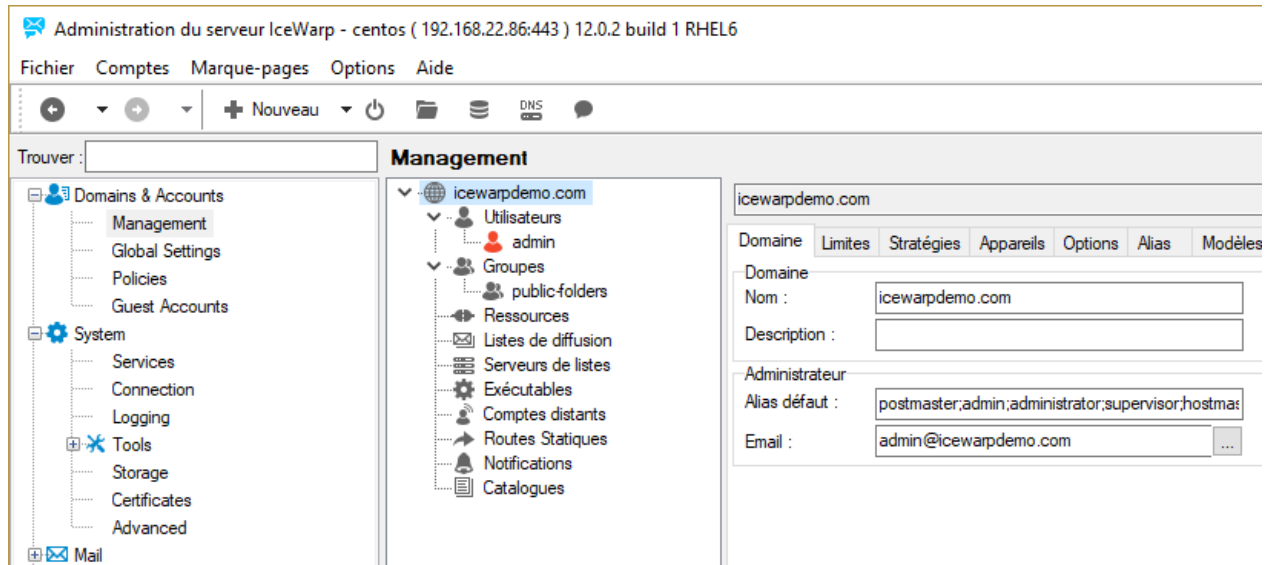 Administration du serveur IceWarp - centos ( 192.168.22.86:443 ) 12.0.2 build 1 RHEL6
Fichier Comptes Marque-pages Options Aide
Nouveau DNS
Trouver :
Domains & Accounts
Management
Global Settings
Policies
Guest Accounts
System
Services
Connection
Logging
Tools
Storage
Certificates
Advanced
Mail
Management
icewarpdemo.com
Utilisateurs
admin
Groupes
public-folders
Ressources
Listes de diffusion
Serveurs de listes
Exécutables
Comptes distants
Routes Statiques
Notifications
Catalogues
icewarpdemo.com
Domaine Limites Stratégies Appareils Options Alias Modèles
Domaine
Nom : icewarpdemo.com
Description :
Administrateur
Alias défaut : postmaster;admin;administrator;supervisor;hostmas
Email : admin@icewarpdemo.com ...